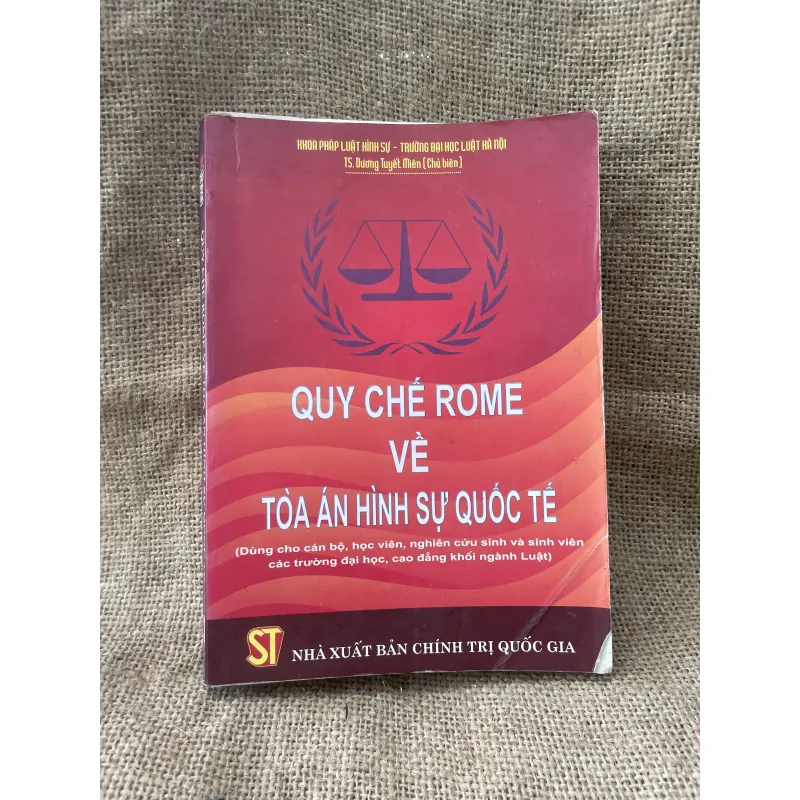 KHOA PHÁP LUẬT HÌNH SỰ - TRƯỜNG ĐẠI HỌC LUẬT HÀ NỘI
TS. Dương Tuyết Miên (Chủ biên)
QUY CHẾ ROME
VỀ
TÒA ÁN HÌNH SỰ QUỐC TẾ
(Dùng cho cán bộ, học viên, nghiên cứu sinh và sinh viên
các trường đại học, cao đẳng khối ngành Luật)
ST
NHÀ XUẤT BẢN CHÍNH TRỊ QUỐC GIA